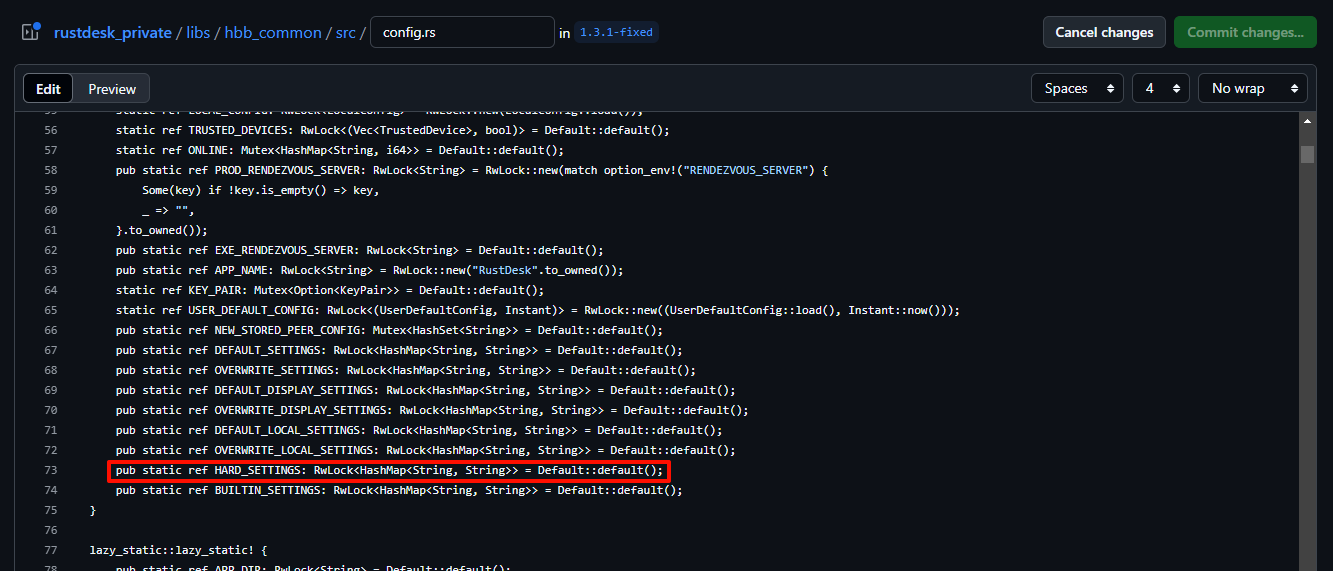 rustdesk_private / libs / hbb_common / src / config.rs in 1.3.1-fixed Cancel changes Commit changes...
Edit Preview Spaces 4 No wrap
56 static ref TRUSTED_DEVICES: RwLock<(Vec<TrustedDevice>, bool)> = Default::default();
57 static ref ONLINE: Mutex<HashMap<String, i64>> = Default::default();
58 pub static ref PROD_RENDEZVOUS_SERVER: RwLock<String> = RwLock::new(match option_env!("RENDEZVOUS_SERVER") {
59 Some(key) if !key.is_empty() => key,
60 _ => "",
61 }.to_owned());
62 pub static ref EXE_RENDEZVOUS_SERVER: RwLock<String> = Default::default();
63 pub static ref APP_NAME: RwLock<String> = RwLock::new("RustDesk".to_owned());
64 static ref KEY_PAIR: Mutex<Option<KeyPair>> = Default::default();
65 static ref USER_DEFAULT_CONFIG: RwLock<(UserDefaultConfig, Instant)> = RwLock::new((UserDefaultConfig::load(), Instant::now()));
66 pub static ref NEW_STORED_PEER_CONFIG: Mutex<HashSet<String>> = Default::default();
67 pub static ref DEFAULT_SETTINGS: RwLock<HashMap<String, String>> = Default::default();
68 pub static ref OVERWRITE_SETTINGS: RwLock<HashMap<String, String>> = Default::default();
69 pub static ref DEFAULT_DISPLAY_SETTINGS: RwLock<HashMap<String, String>> = Default::default();
70 pub static ref OVERWRITE_DISPLAY_SETTINGS: RwLock<HashMap<String, String>> = Default::default();
71 pub static ref DEFAULT_LOCAL_SETTINGS: RwLock<HashMap<String, String>> = Default::default();
72 pub static ref OVERWRITE_LOCAL_SETTINGS: RwLock<HashMap<String, String>> = Default::default();
73 pub static ref HARD_SETTINGS: RwLock<HashMap<String, String>> = Default::default();
74 pub static ref BUILTIN_SETTINGS: RwLock<HashMap<String, String>> = Default::default();
75 }
76
77 lazy_static::lazy_static! {
78 pub static ref APP_DIR: RwLock<String> = Default::default();